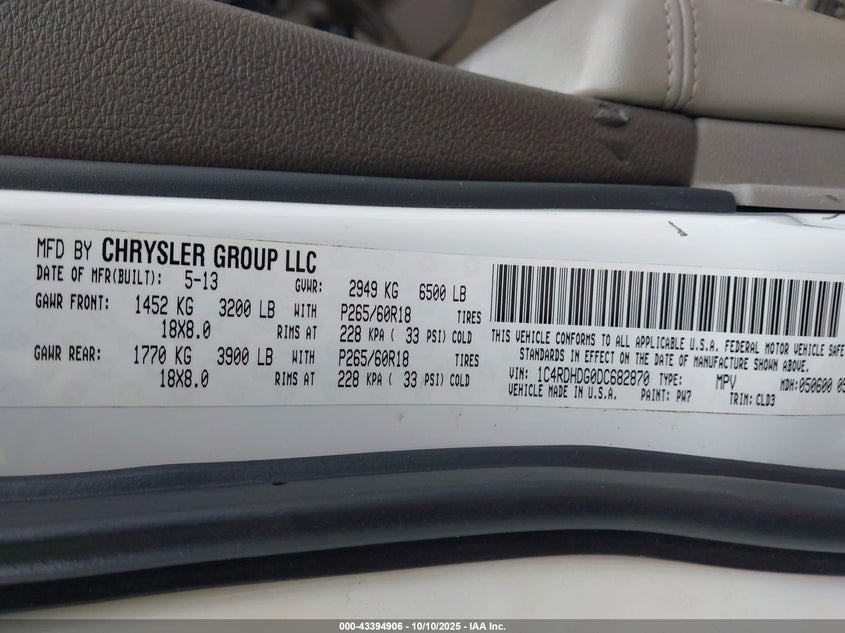 MFD BY CHRYSLER GROUP LLC
DATE OF MFR(BUILT): 5-13 GVWR: 2949 KG 6500 LB
GAWR FRONT: 1452 KG 3200 LB WITH P265/60R18 TIRES
18X8.0 RIMS AT 228 KPA ( 33 PSI) COLD
GAWR REAR: 1770 KG 3900 LB WITH P265/60R18 TIRES
18X8.0 RIMS AT 228 KPA ( 33 PSI) COLD
THIS VEHICLE CONFORMS TO ALL APPLICABLE U.S.A. FEDERAL MOTOR VEHICLE SAFE
STANDARDS IN EFFECT ON THE DATE OF MANUFACTURE SHOWN ABOVE.
VIN: 1C4RDHDG0DC682870 TYPE: MPV MDH: 050600 05
VEHICLE MADE IN U.S.A. PAINT: PW7 TRIM: CLD3
000-43394906 - 10/10/2025 - IAA Inc.